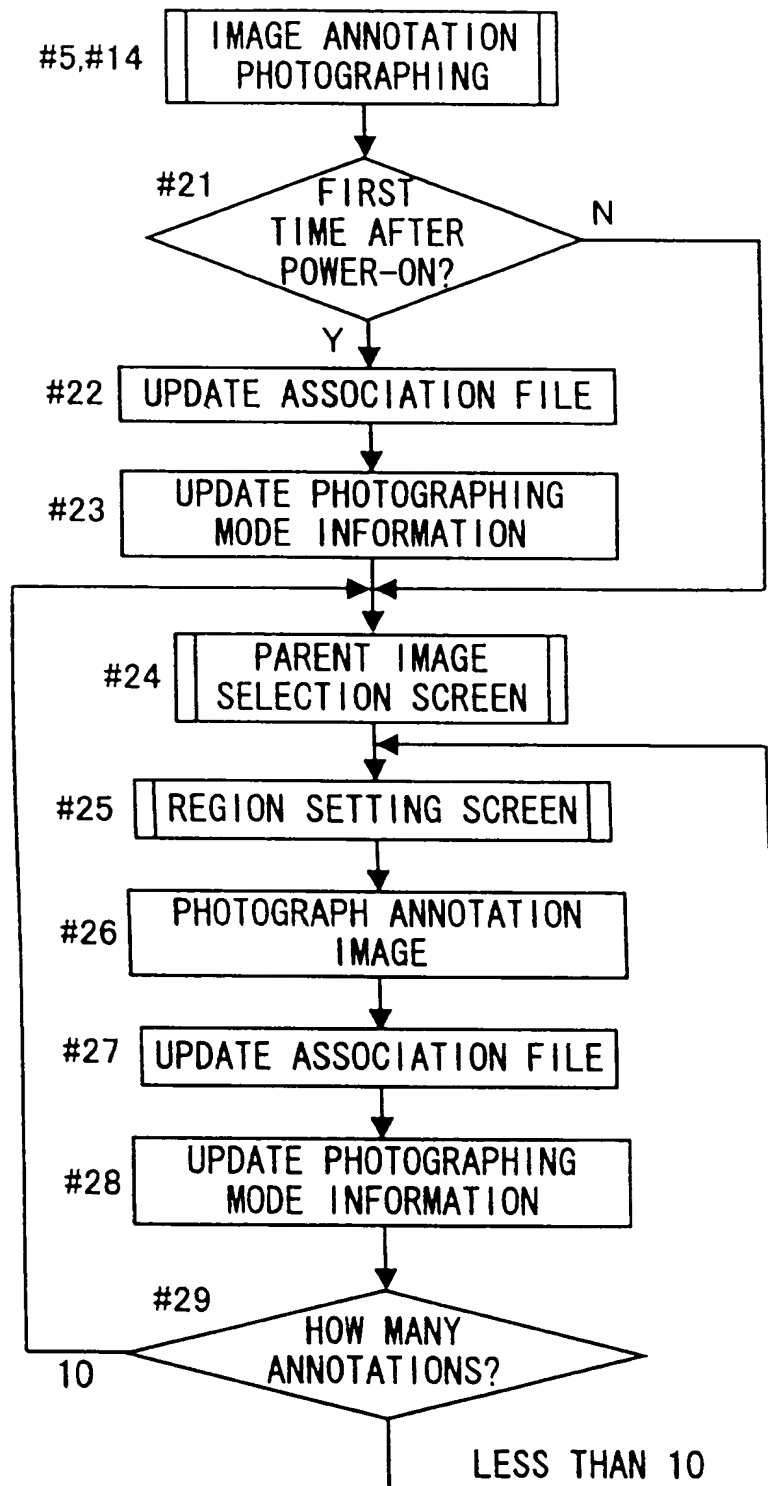 #5,#14
IMAGE ANNOTATION
PHOTOGRAPHING
#21
FIRST
TIME AFTER
POWER-ON?
N
Y
#22
UPDATE ASSOCIATION FILE
#23
UPDATE PHOTOGRAPHING
MODE INFORMATION
#24
PARENT IMAGE
SELECTION SCREEN
#25
REGION SETTING SCREEN
#26
PHOTOGRAPH ANNOTATION
IMAGE
#27
UPDATE ASSOCIATION FILE
#28
UPDATE PHOTOGRAPHING
MODE INFORMATION
#29
HOW MANY
ANNOTATIONS?
10
LESS THAN 10